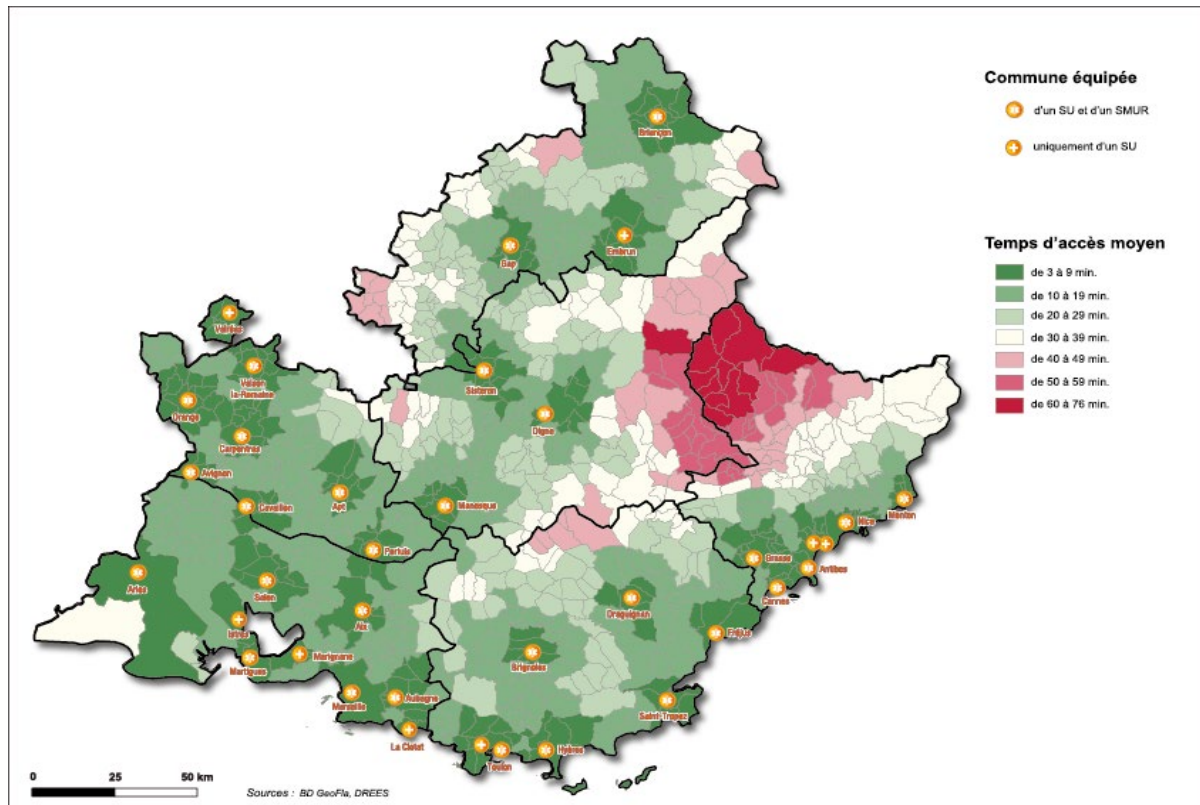 Commune équipée
d'un SU et d'un SMUR
uniquement d'un SU
Temps d'accès moyen
de 3 à 9 min.
de 10 à 19 min.
de 20 à 29 min.
de 30 à 39 min.
de 40 à 49 min.
de 50 à 59 min.
de 60 à 76 min.
Briançon
Embrun
Gap
Valréas
Vaison
la-Romaine
Sisteron
Orange
Digne
Carpentras
Avignon
Cavaillon
Apt
Manosque
Menton
Nice
Pertuis
Grasse
Antibes
Arles
Salon
Cannes
Draguignan
Aix
Istres
Fréjus
Martigues
Marignane
Brignoles
Marseille
Aubagne
Saint-Tropez
La Ciotat
Toulon
Hyères
0 25 50 km
Sources : BD GeoFla, DREES